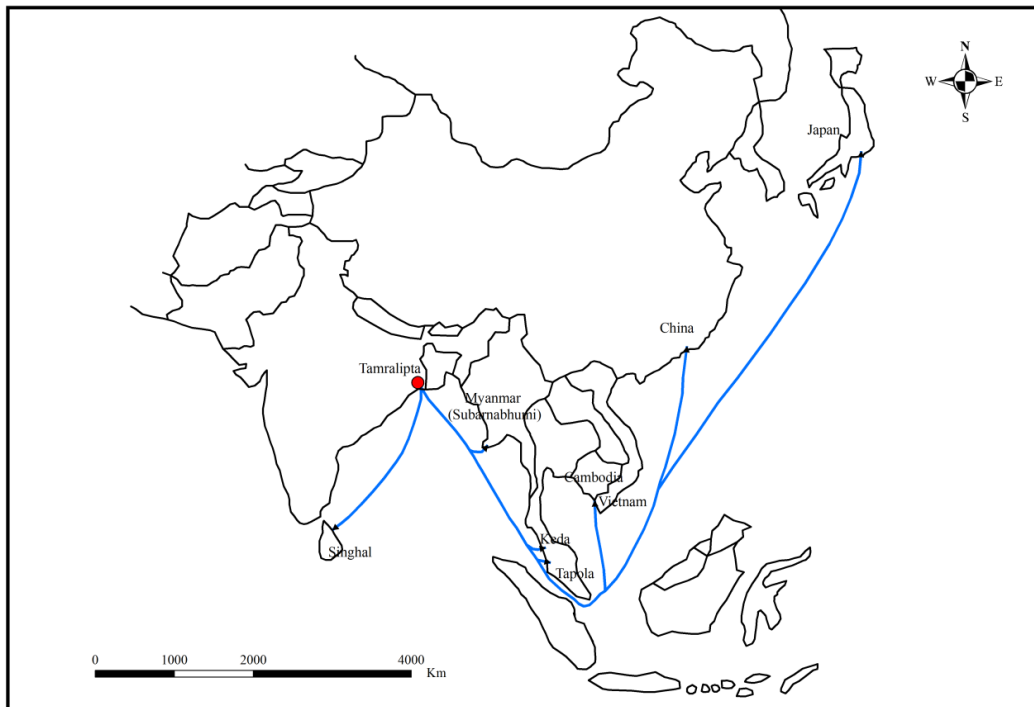 N
W E
S
Japan
China
Tamralipta
Myanmar
(Subarnabhumi)
Cambodia
Vietnam
Keda
Singhal
Tapola
0 1000 2000 4000
Km